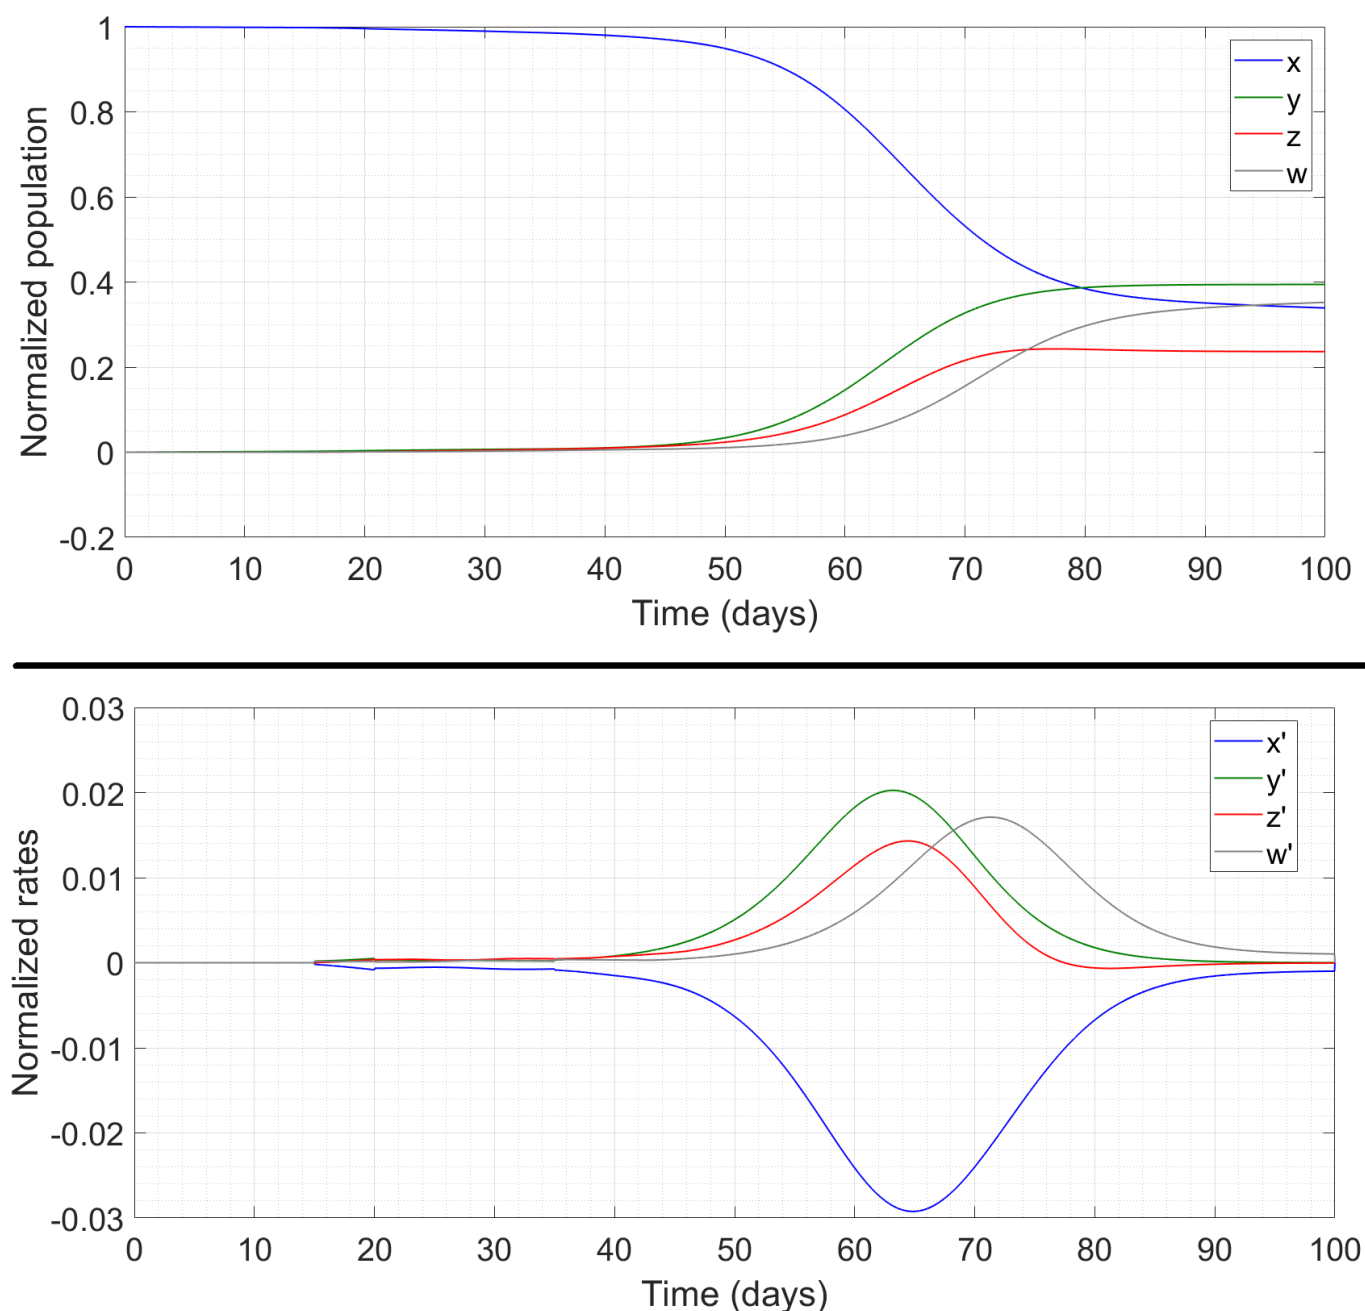 1
0.8
0.6
0.4
0.2
0
-0.2
Normalized population
x
y
z
w
0 10 20 30 40 50 60 70 80 90 100
Time (days)
0.03
0.02
0.01
0
-0.01
-0.02
-0.03
Normalized rates
x'
y'
z'
w'
0 10 20 30 40 50 60 70 80 90 100
Time (days)